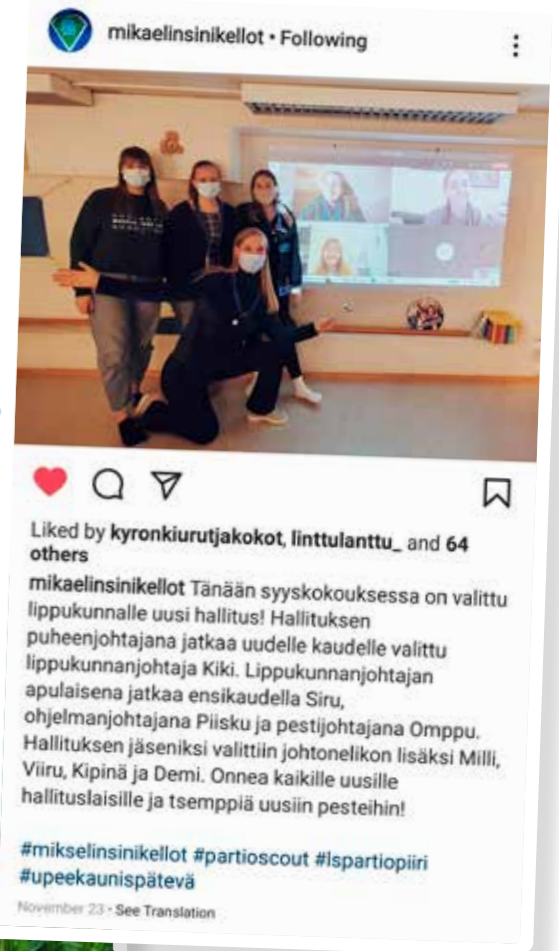 mikaelinsinikellot • Following
Liked by kyronkiurutjakokot, linttulanttu_ and 64
others
mikaelinsinikellot Tänään syyskokouksessa on valittu
lippukunnalle uusi hallitus! Hallituksen
puheenjohtajana jatkaa uudelle kaudelle valittu
lippukunnanjohtaja Kiki. Lippukunnanjohtajan
apulaisena jatkaa ensikaudella Siru,
ohjelmanjohtajana Piisku ja pestijohtajana Omppu.
Hallituksen jäseniksi valittiin johtonelikon lisäksi Milli,
Viiru, Kipinä ja Demi. Onnea kaikille uusille
hallituslaisille ja tsemppiä uusiin pesteihin!
#mikselinsinikellot #partioscout #lspartiopiiri
#upeekaunispätevä
November 23 • See Translation